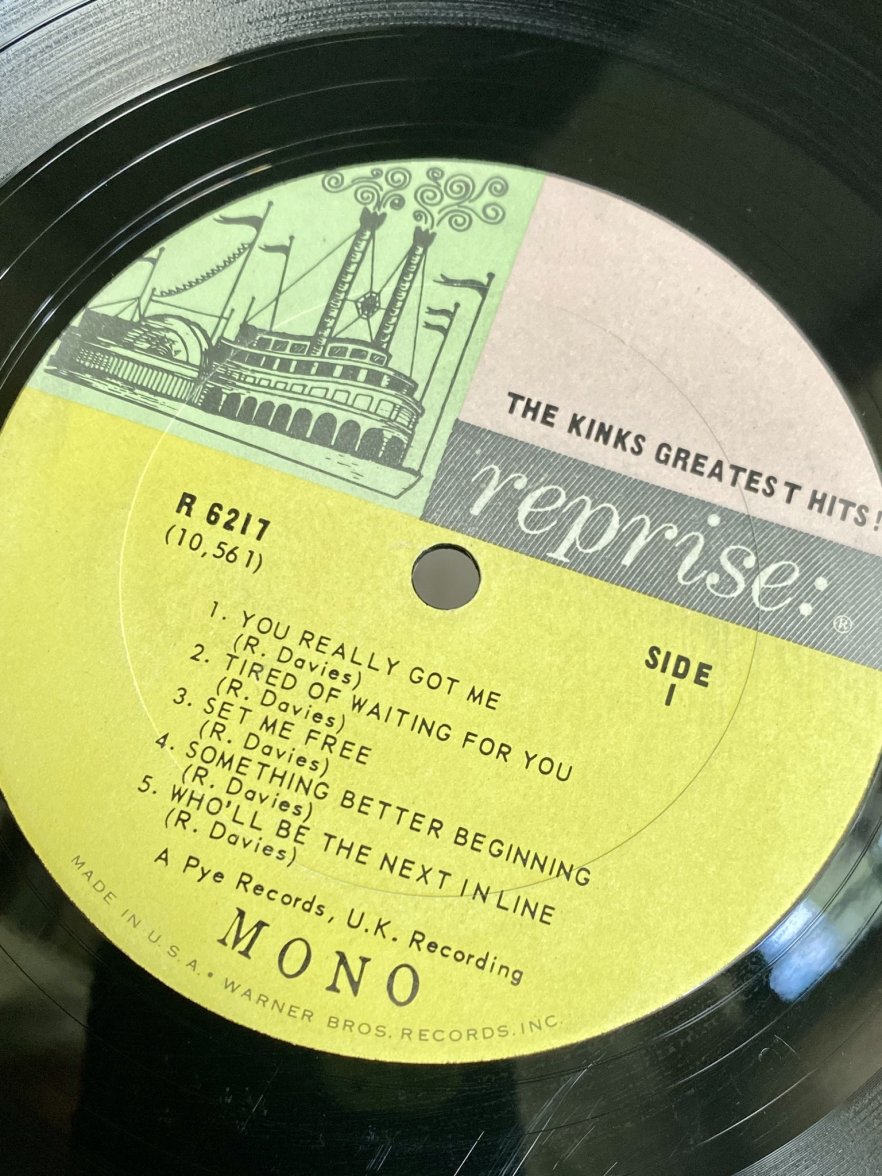 THE KINKS GREATEST HITS!
reprise:®
R 6217
(10,561)
SIDE
1
1. YOU REALLY GOT ME
(R. Davies)
2. TIRED OF WAITING FOR YOU
(R. Davies)
3. SET ME FREE
(R. Davies)
4. SOMETHING BETTER BEGINNING
(R. Davies)
5. WHO'LL BE THE NEXT IN LINE
(R. Davies)
A Pye Records, U.K. Recording
MONO
MADE IN U.S.A. • WARNER BROS. RECORDS, INC.